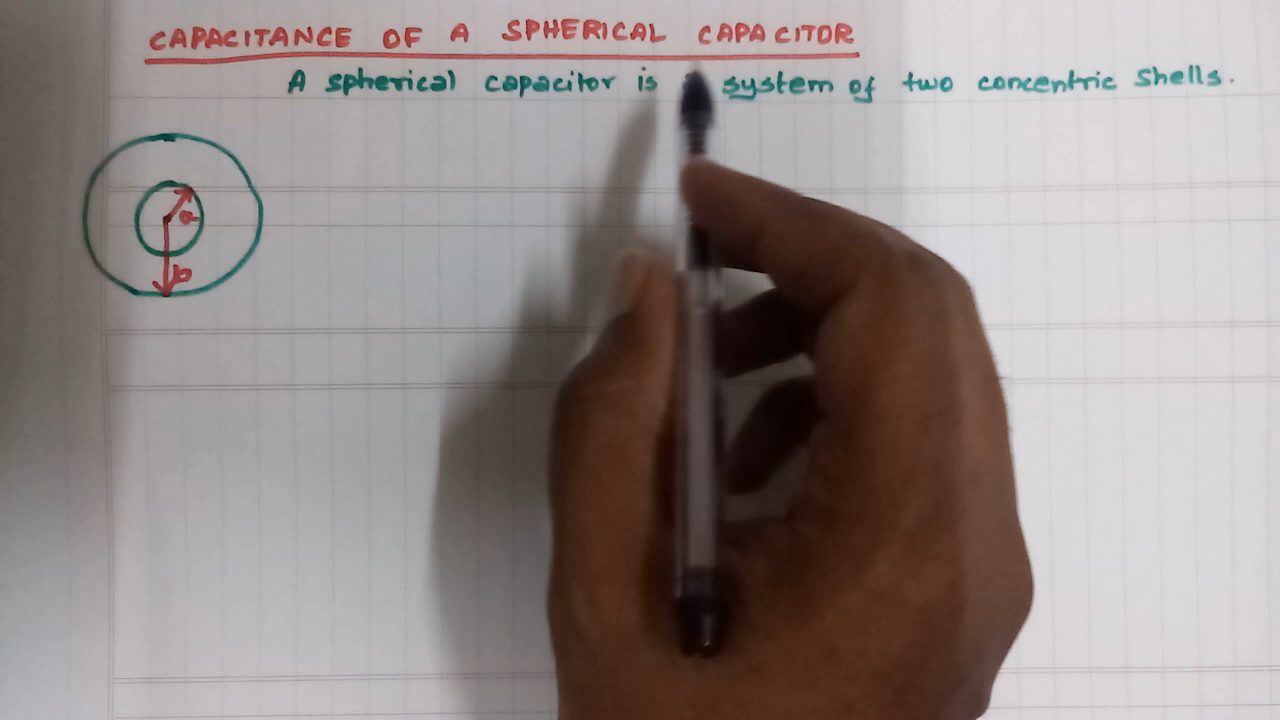 CAPACITANCE OF A SPHERICAL CAPACITOR
A spherical capacitor is system of two concentric shells.
a
b